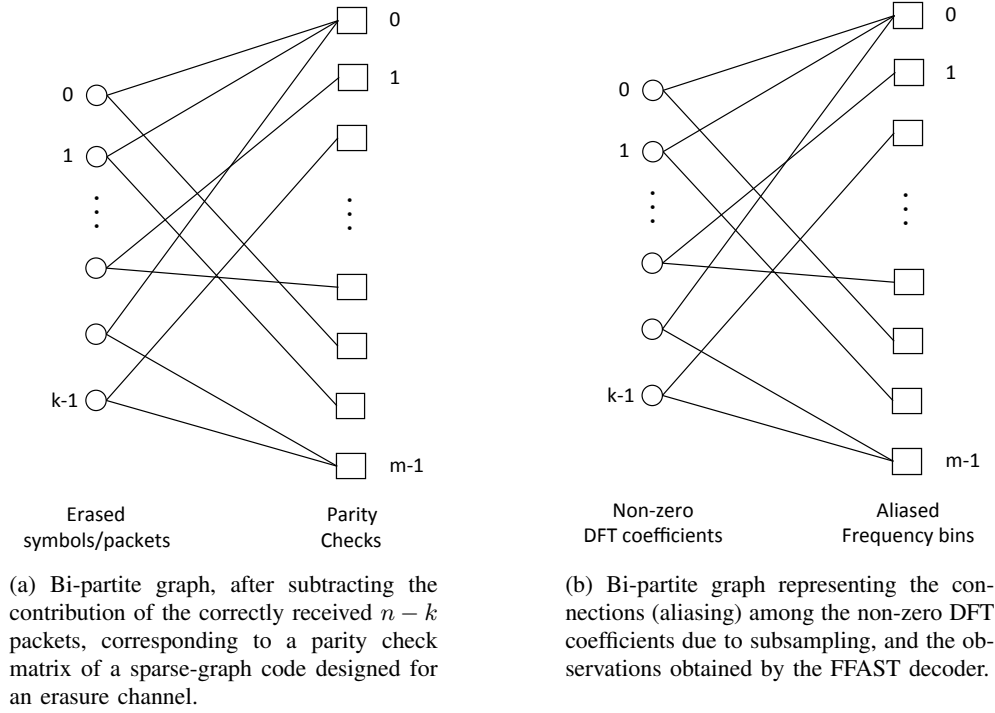 0
1
0
1
⋮
⋮
k-1
m-1
Erased
symbols/packets
Parity
Checks
(a) Bi-partite graph, after subtracting the
contribution of the correctly received n − k
packets, corresponding to a parity check
matrix of a sparse-graph code designed for
an erasure channel.
0
1
0
1
⋮
⋮
k-1
m-1
Non-zero
DFT coefficients
Aliased
Frequency bins
(b) Bi-partite graph representing the con-
nections (aliasing) among the non-zero DFT
coefficients due to subsampling, and the ob-
servations obtained by the FFAST decoder.